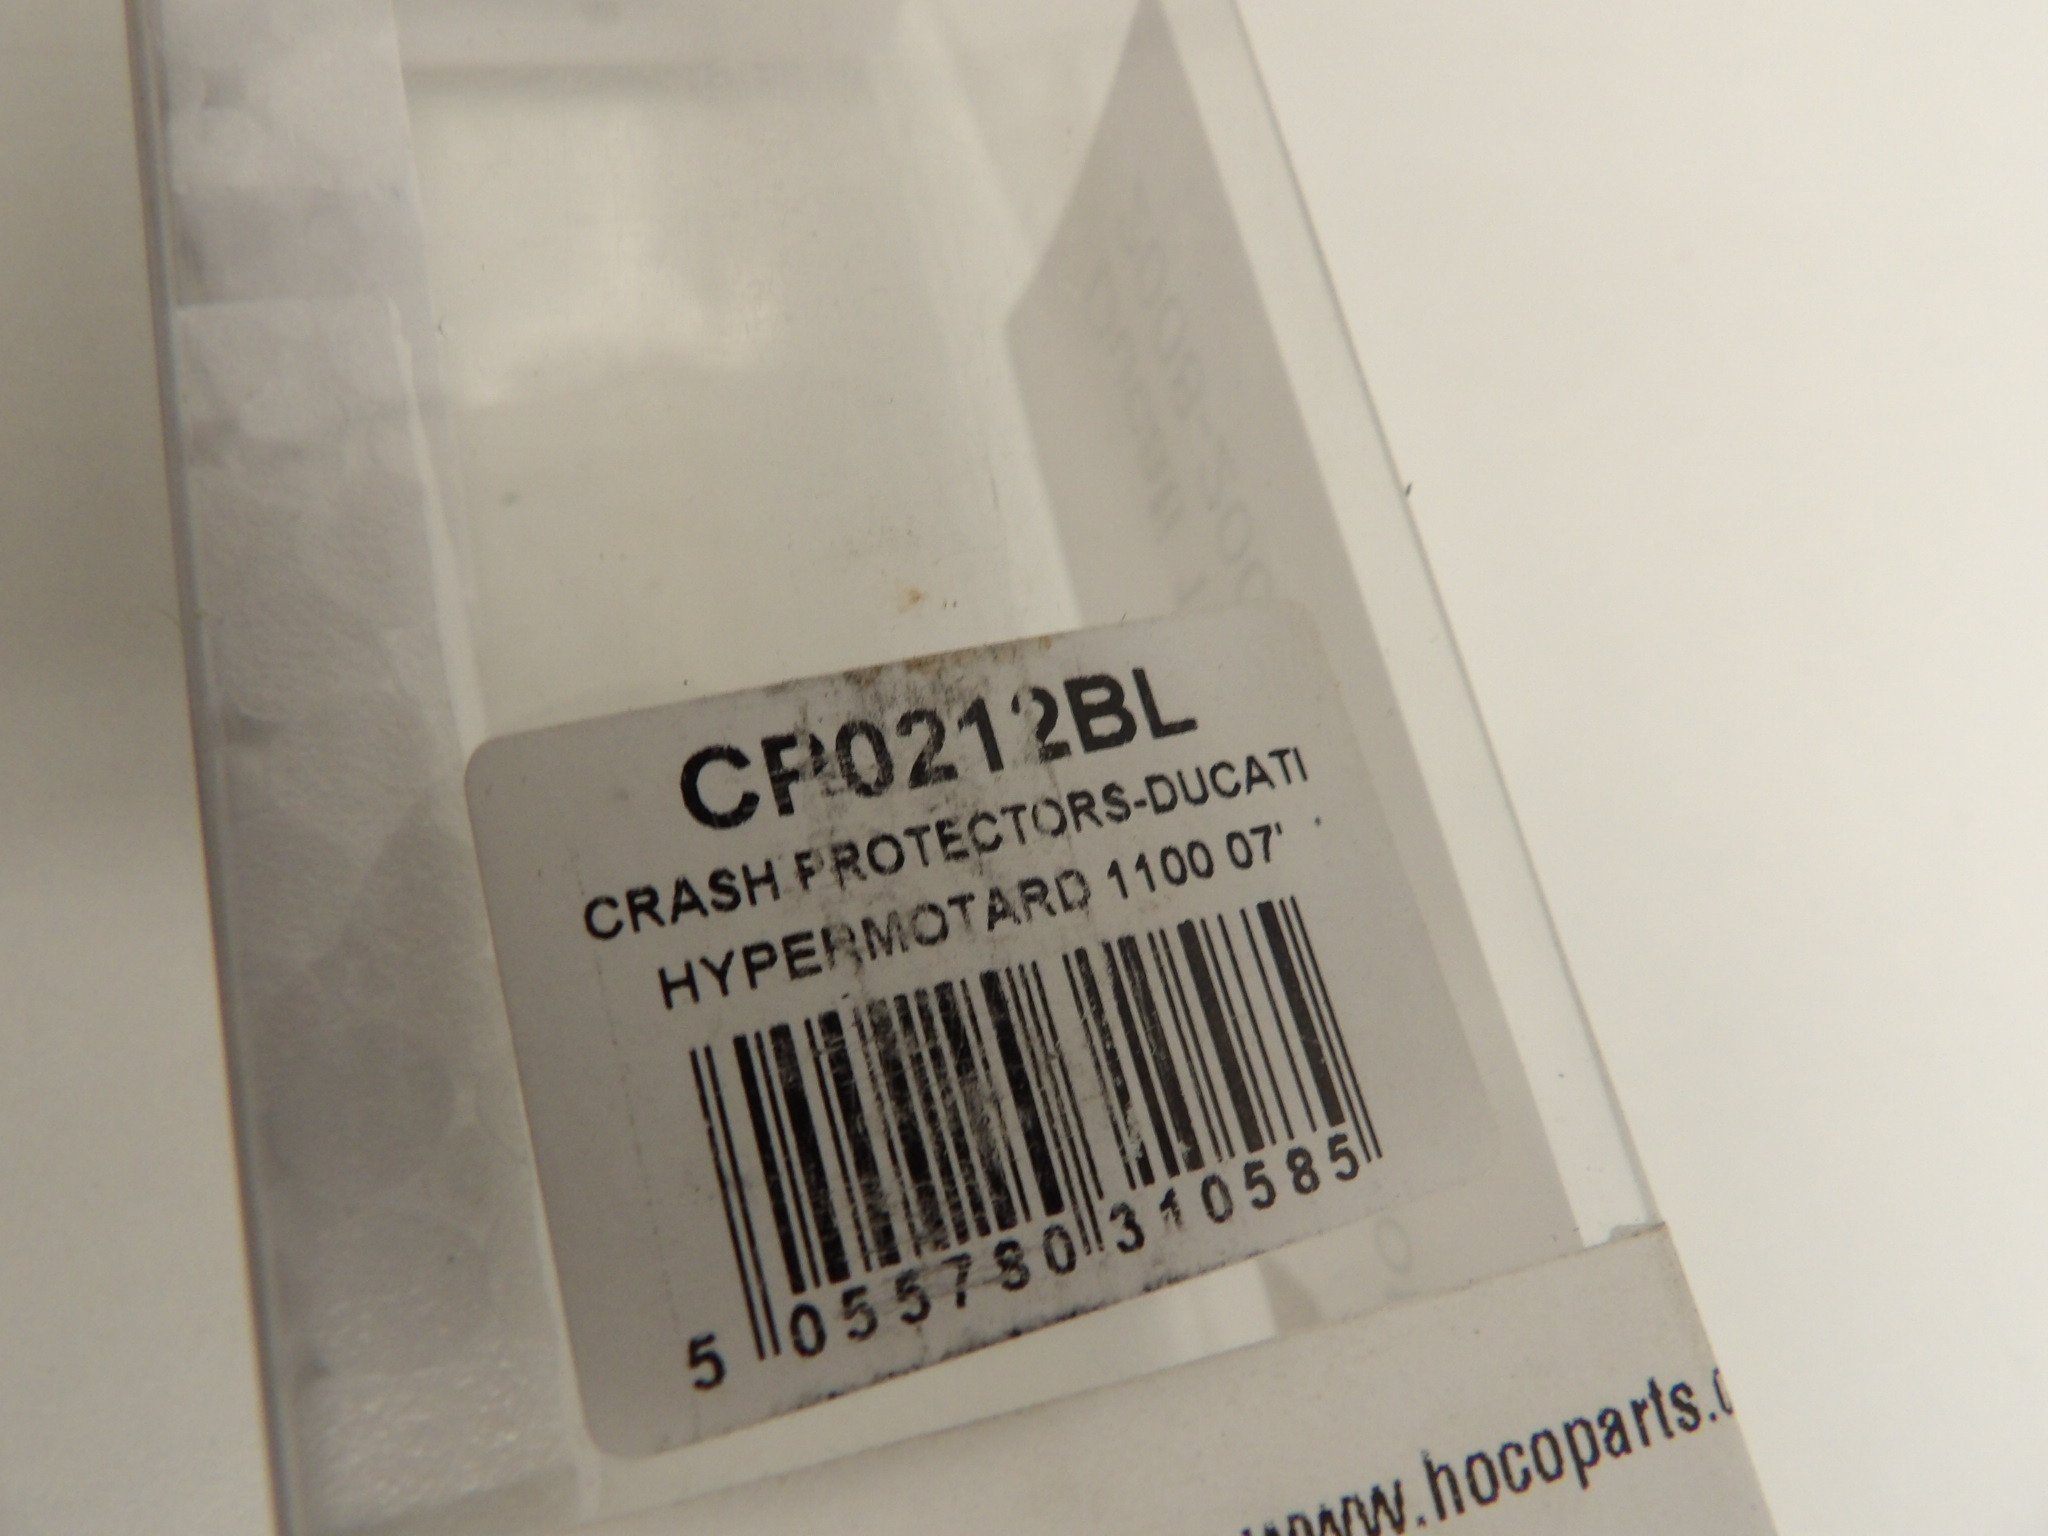 CP0212BL
CRASH PROTECTORS-DUCATI
HYPERMOTARD 1100 07'
5 055780 310585
www.hocoparts.c